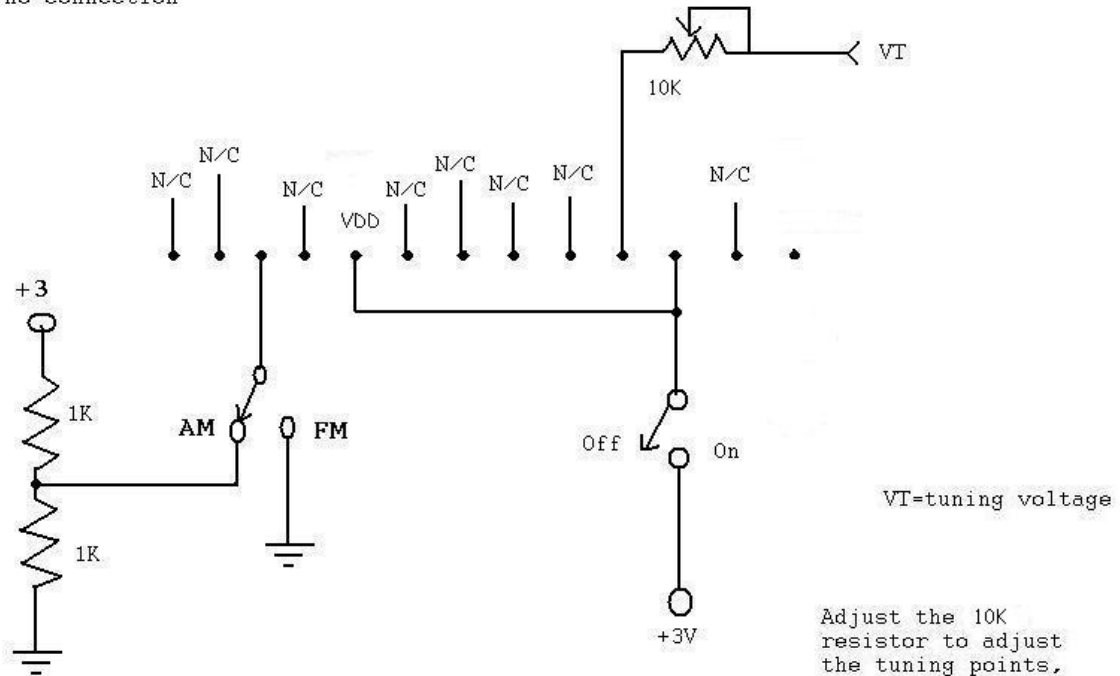 no connection
VT
10K
N/C
N/C
N/C
N/C
N/C
N/C
N/C
N/C
VDD
+3
1K
AM
FM
Off
On
VT=tuning voltage
1K
+3V
Adjust the 10K
resistor to adjust
the tuning points,